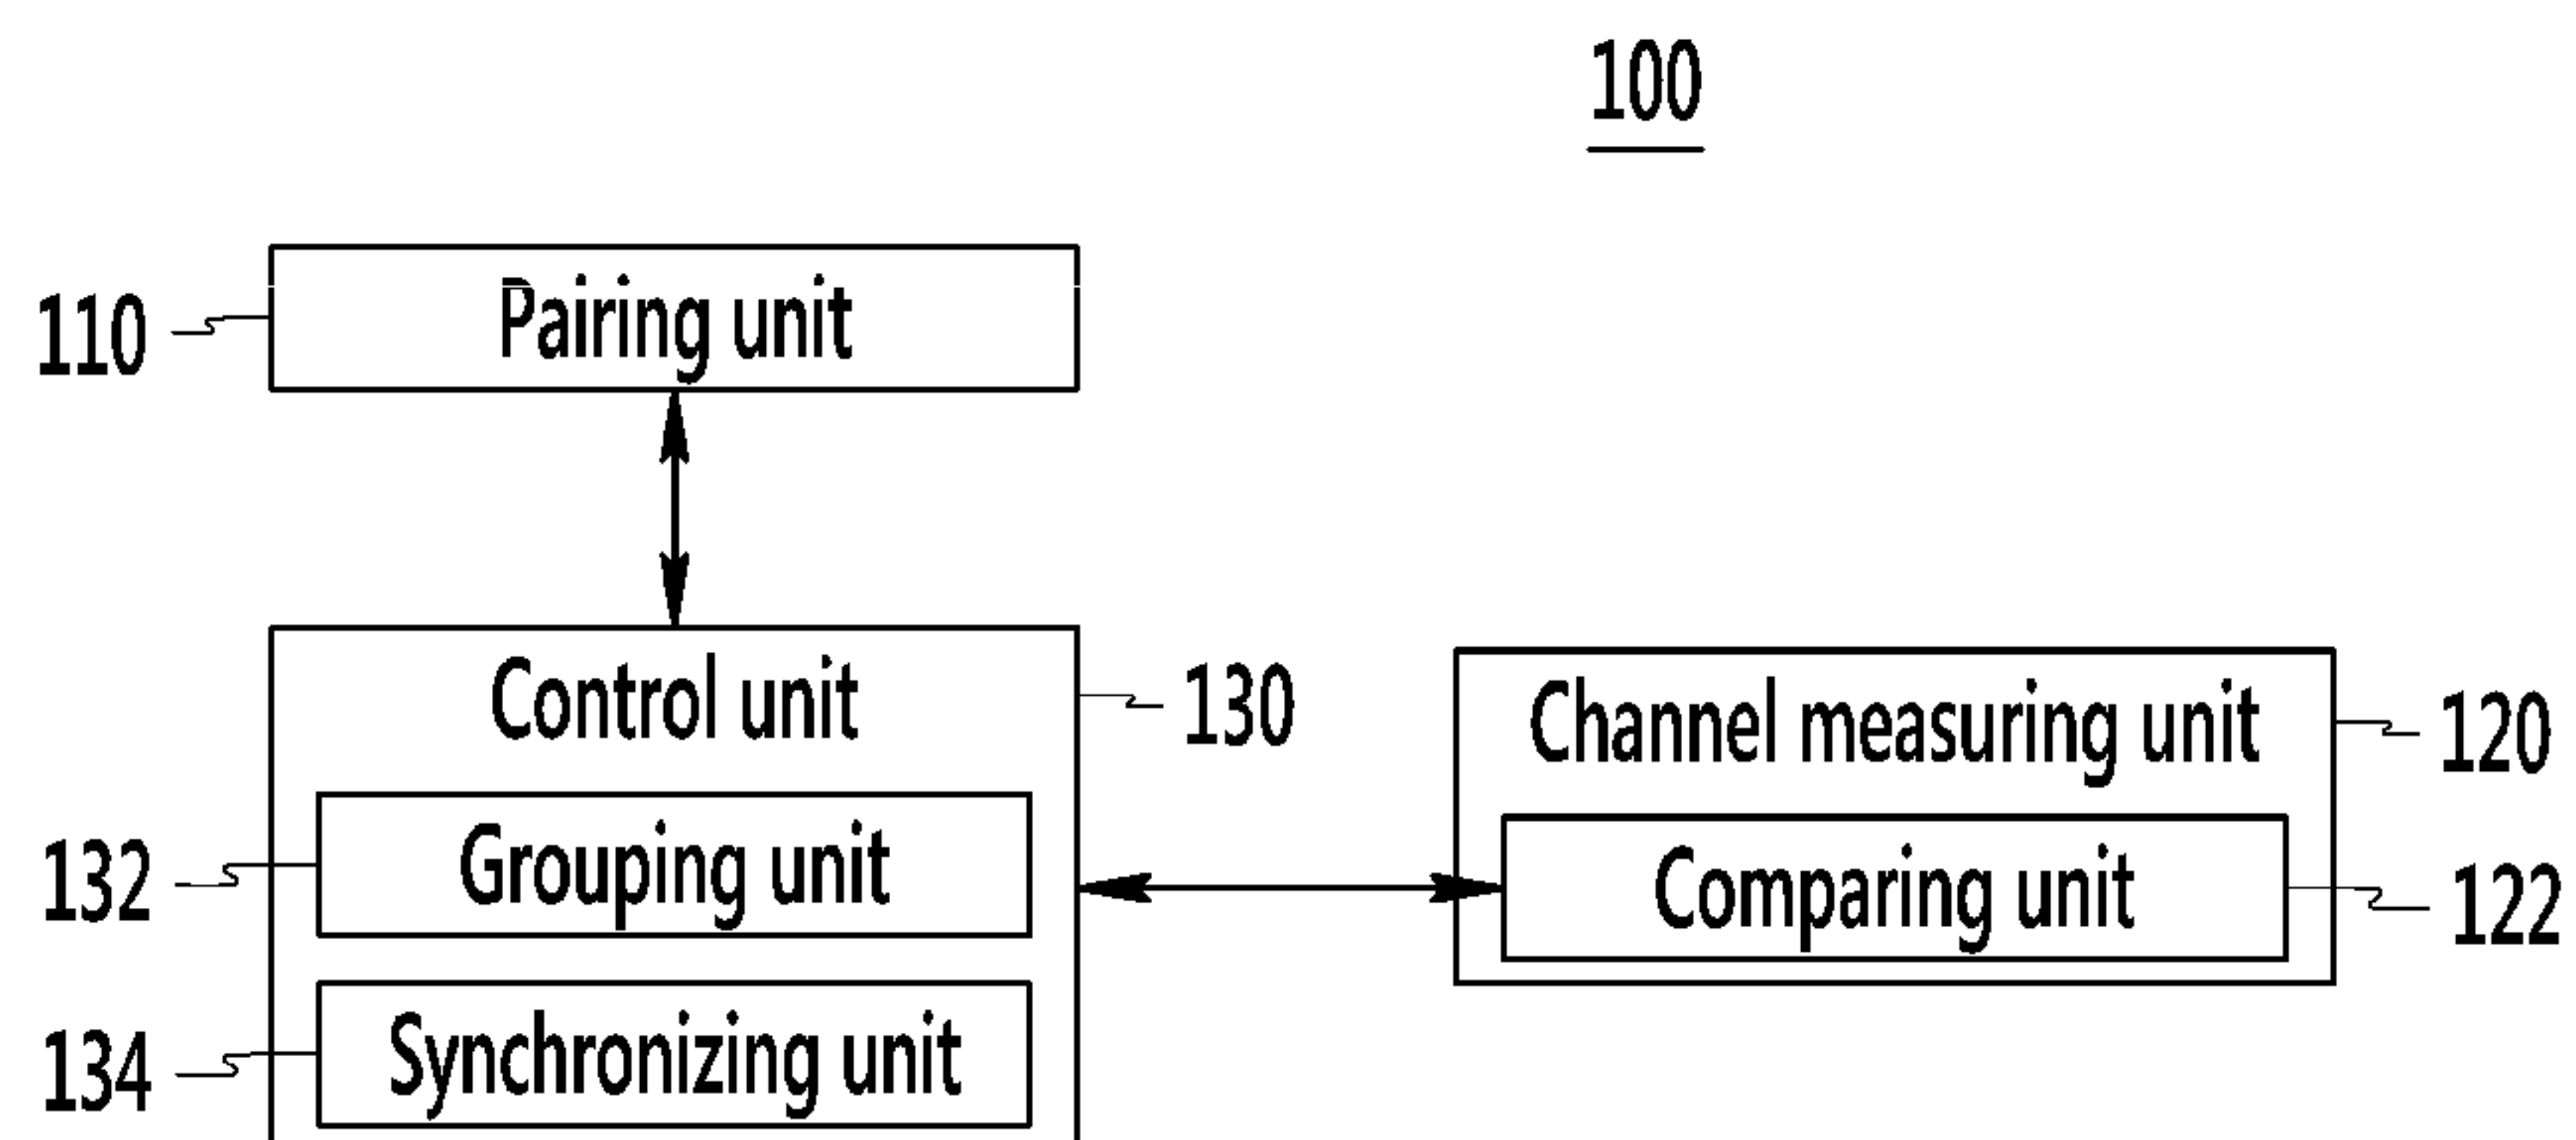 100
110
Pairing unit
Control unit
130
Channel measuring unit
120
132
Grouping unit
Comparing unit
122
134
Synchronizing unit